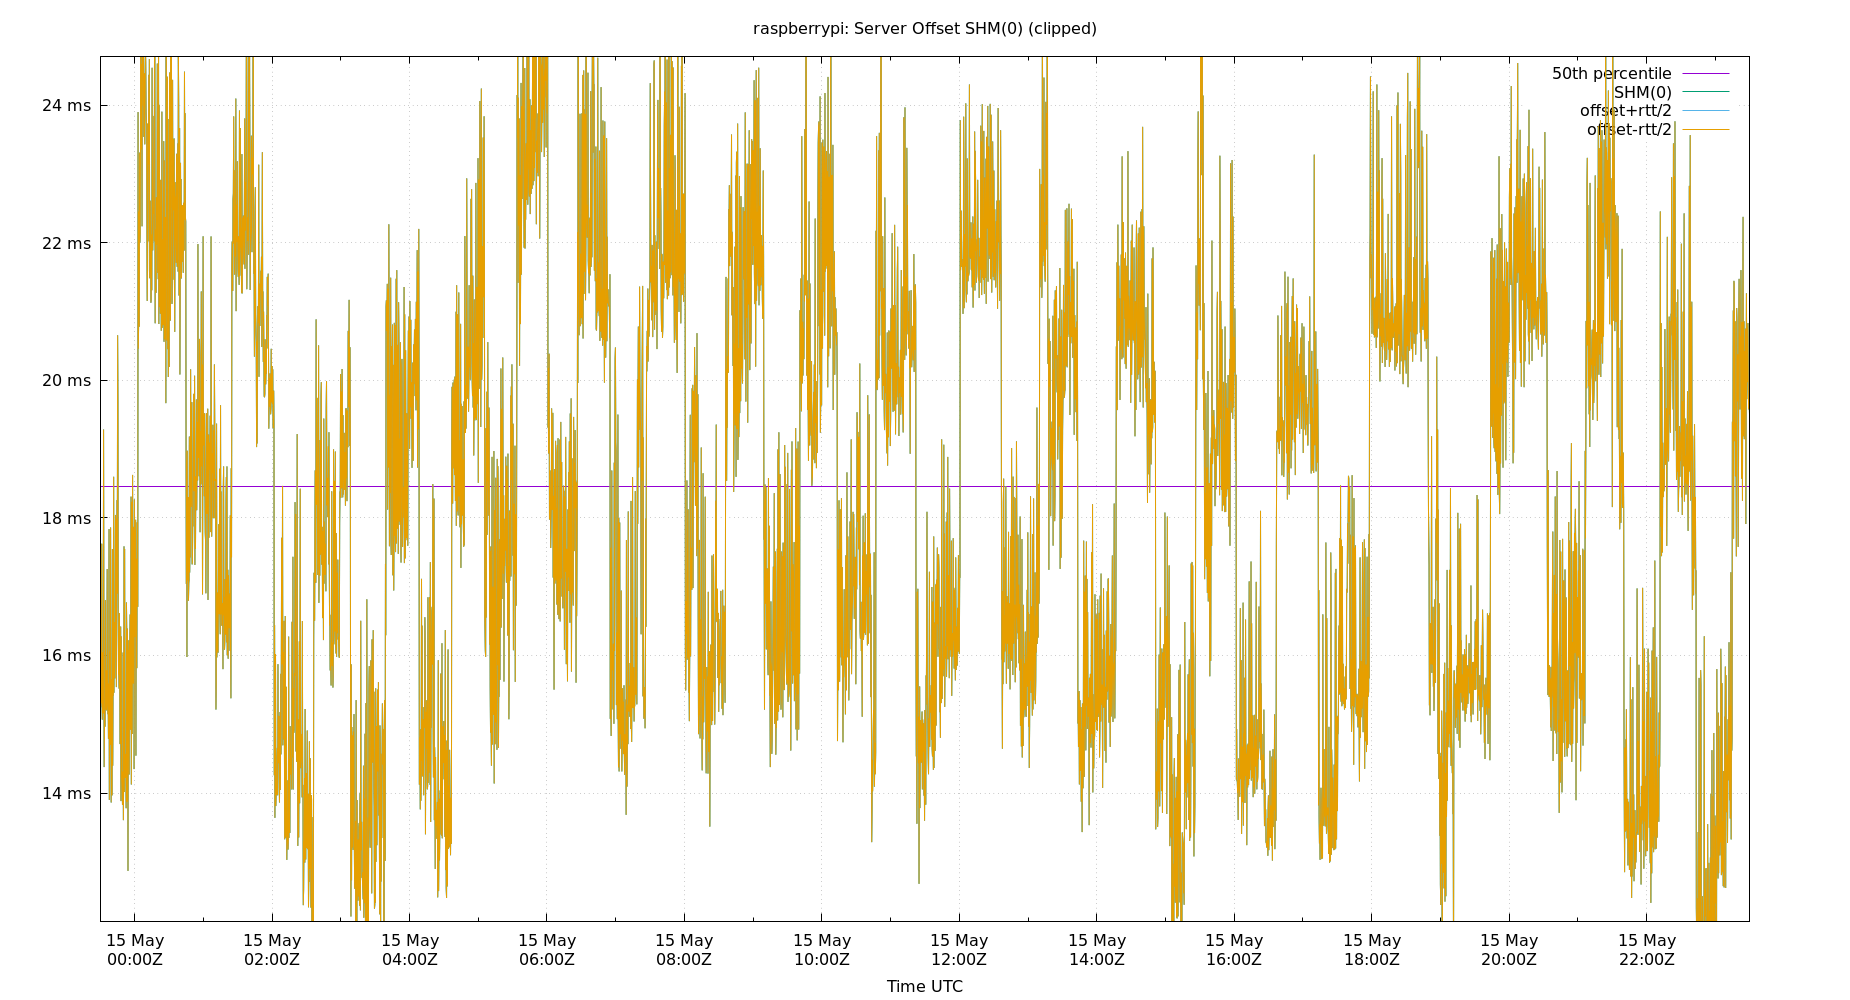 raspberrypi: Server Offset SHM(0) (clipped)
50th percentile
SHM(0)
offset+rtt/2
offset-rtt/2
24 ms
22 ms
20 ms
18 ms
16 ms
14 ms
15 May 15 May 15 May 15 May 15 May 15 May 15 May 15 May 15 May 15 May 15 May 15 May
00:00Z 02:00Z 04:00Z 06:00Z 08:00Z 10:00Z 12:00Z 14:00Z 16:00Z 18:00Z 20:00Z 22:00Z
Time UTC